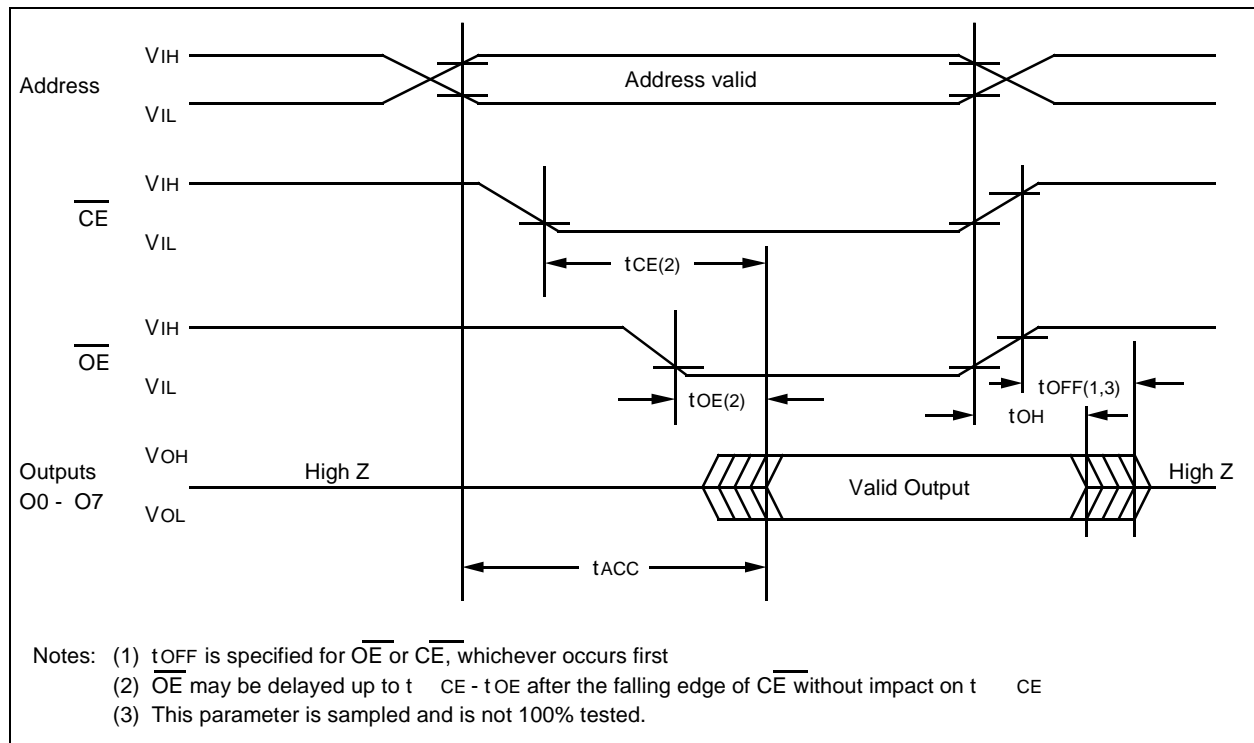 VIH
Address
Address valid
VIL
VIH
CE
VIL
tCE(2)
VIH
OE
VIL
tOE(2)
tOFF(1,3)
tOH
VOH
Outputs
O0 - O7
High Z
Valid Output
High Z
VOL
tACC
Notes: (1) tOFF is specified for OE or CE, whichever occurs first
(2) OE may be delayed up to t CE - tOE after the falling edge of CE without impact on t CE
(3) This parameter is sampled and is not 100% tested.